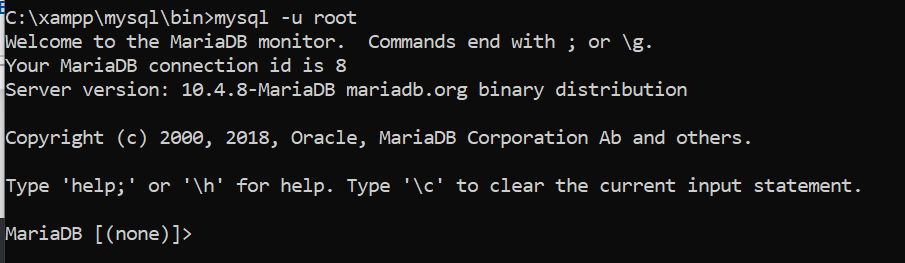 C:\xampp\mysql\bin>mysql -u root
Welcome to the MariaDB monitor.  Commands end with ; or \g.
Your MariaDB connection id is 8
Server version: 10.4.8-MariaDB mariadb.org binary distribution
Copyright (c) 2000, 2018, Oracle, MariaDB Corporation Ab and others.
Type 'help;' or '\h' for help. Type '\c' to clear the current input statement.
MariaDB [(none)]>